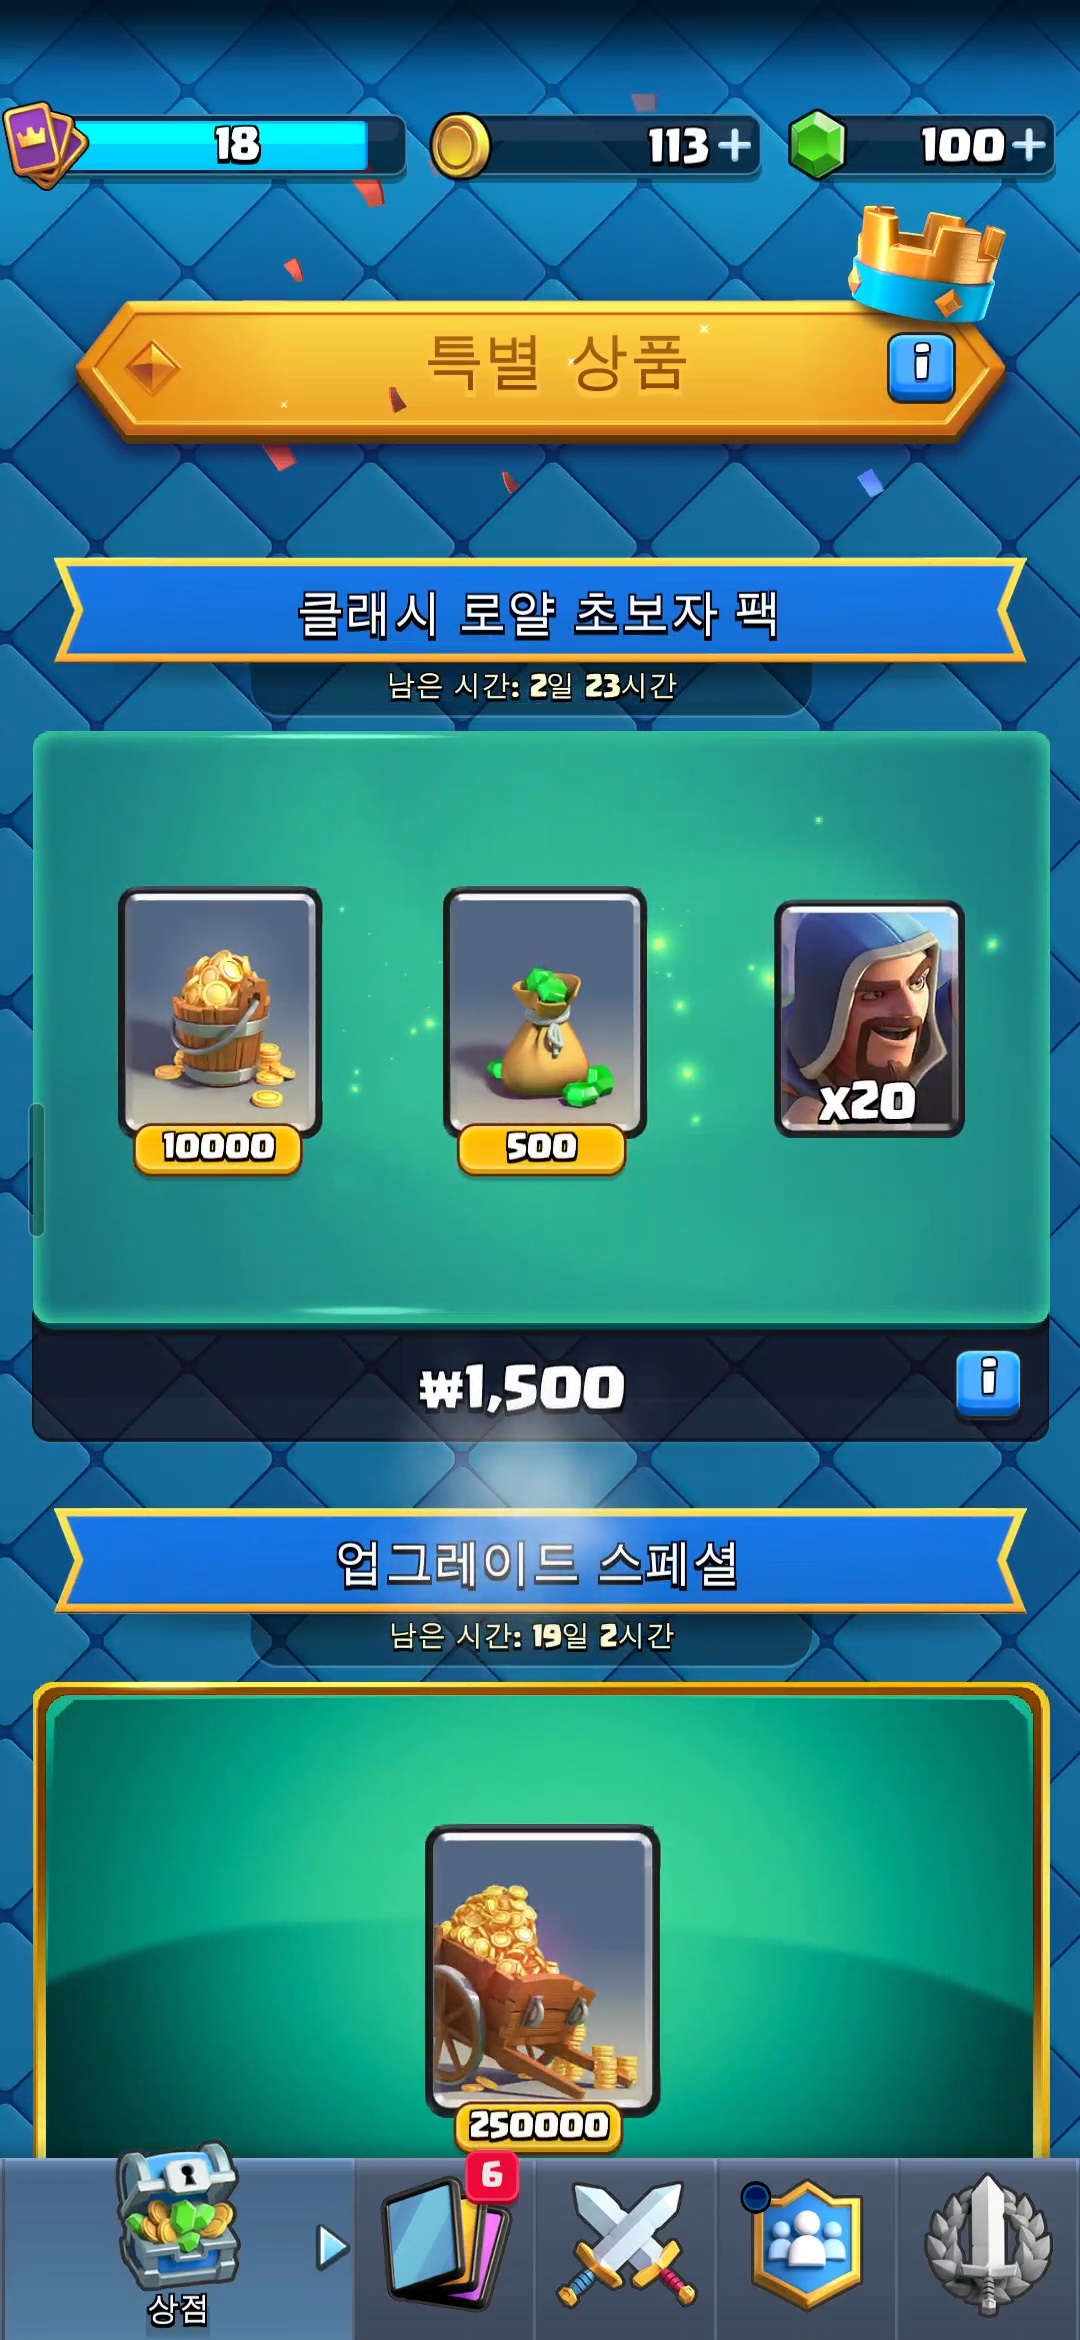 18
113
100
특별 상품
클래시 로얄 초보자 팩
남은 시간: 2일 23시간
10000
500
x20
₩1,500
업그레이드 스페셜
남은 시간: 19일 2시간
250000
6
상점